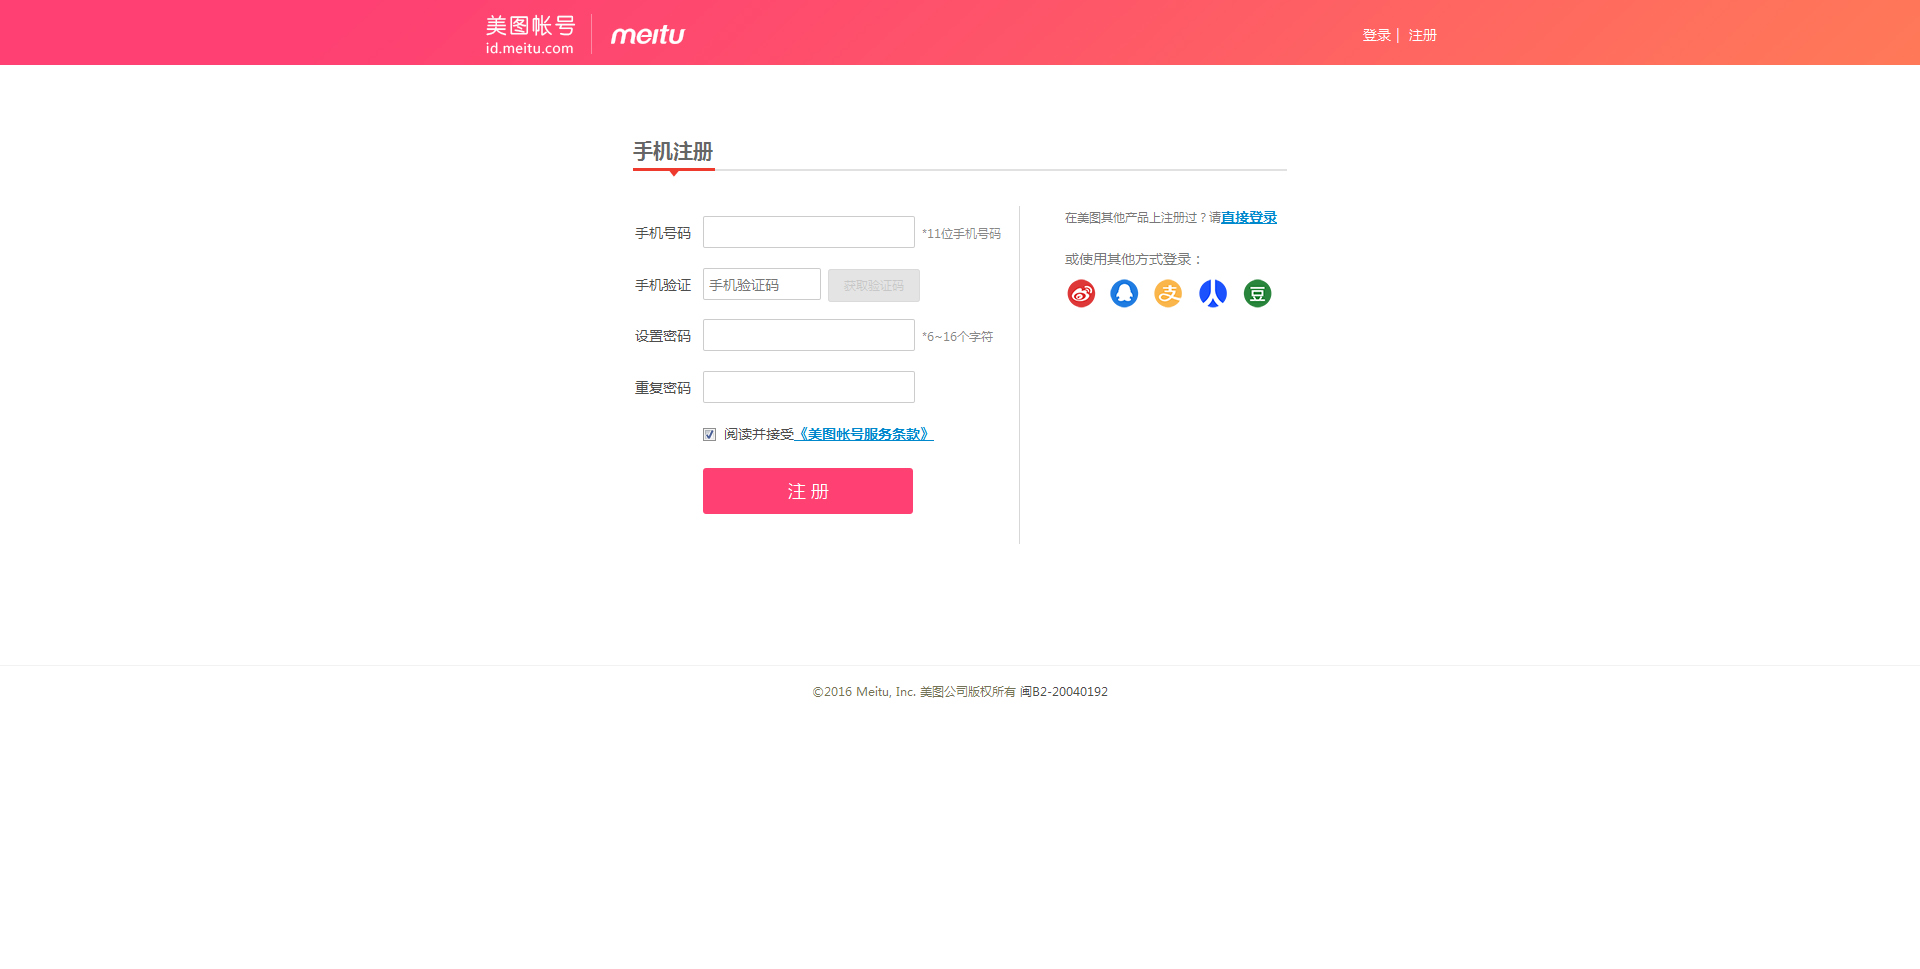 美图帐号
id.meitu.com
meitu
登录 | 注册
手机注册
手机号码 *11位手机号码
手机验证 手机验证码 获取验证码
设置密码 *6~16个字符
重复密码
阅读并接受《美图帐号服务条款》
注 册
在美图其他产品上注册过？请直接登录
或使用其他方式登录：
支 人 豆
©2016 Meitu, Inc. 美图公司版权所有 闽B2-20040192